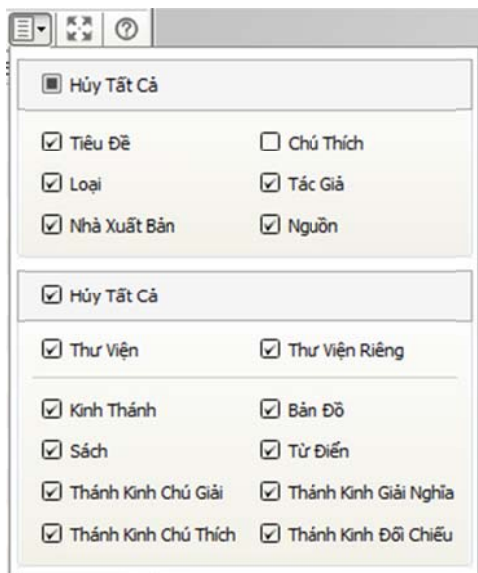 Hủy Tất Cả
Tiêu Đề Chú Thích
Loại Tác Giả
Nhà Xuất Bản Nguồn
Hủy Tất Cả
Thư Viện Thư Viện Riêng
Kinh Thánh Bản Đồ
Sách Từ Điển
Thánh Kinh Chú Giải Thánh Kinh Giải Nghĩa
Thánh Kinh Chú Thích Thánh Kinh Đối Chiếu